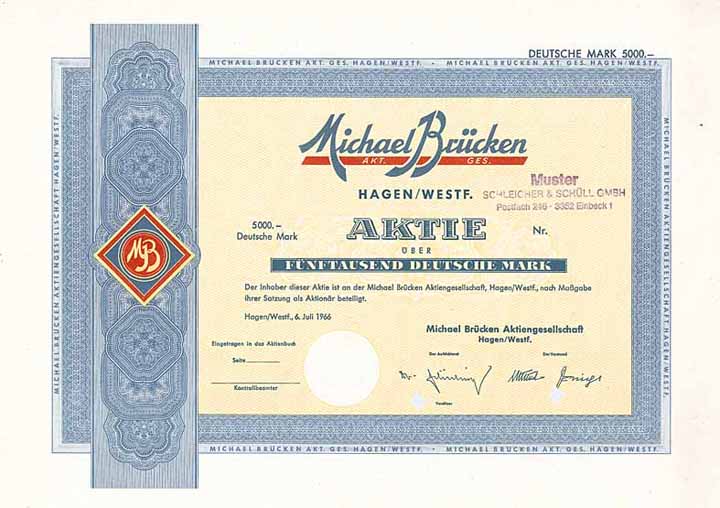 DEUTSCHE MARK 5000,–
MICHAEL BRÜCKEN AKT. GES. HAGEN/WESTF. • MICHAEL BRÜCKEN AKT. GES. HAGEN/WESTF.
MICHAEL BRÜCKEN AKTIENGESELLSCHAFT HAGEN/WESTF.
MICHAEL BRÜCKEN AKTIENGESELLSCHAFT HAGEN/WESTF.
Michael Brücken
AKT. GES.
HAGEN/WESTF.
Muster
SCHLEICHER & SCHÜLL GMBH
Postfach 246 - 3352 Einbeck 1
5000.–
Deutsche Mark
AKTIE
Nr.
ÜBER
FÜNFTAUSEND DEUTSCHE MARK
MB
Der Inhaber dieser Aktie ist an der Michael Brücken Aktiengesellschaft, Hagen/Westf., nach Maßgabe
ihrer Satzung als Aktionär beteiligt.
Hagen/Westf., 6. Juli 1966
Michael Brücken Aktiengesellschaft
Hagen/Westf.
Eingetragen in das Aktienbuch
Der Aufsichtsrat
Der Vorstand
Seite
Kontrollbeamter
Vorsitzer
MICHAEL BRÜCKEN AKT. GES. HAGEN/WESTF. • MICHAEL BRÜCKEN AKT. GES. HAGEN/WESTF.